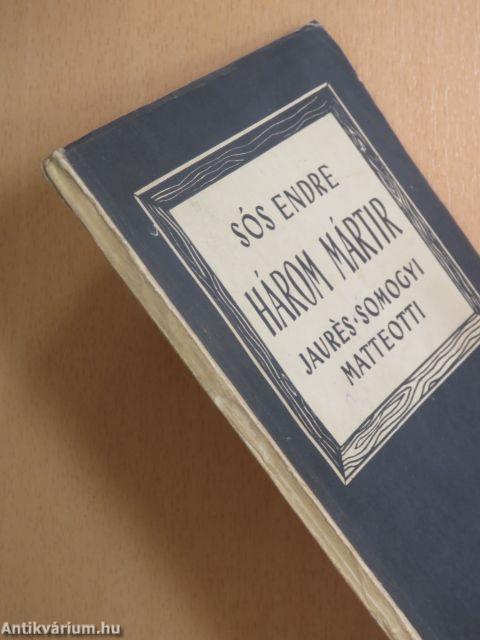 SÓS ENDRE
HÁROM MÁRTIR
JAURÈS·SOMOGYI
MATTEOTTI
Antikvárium.hu